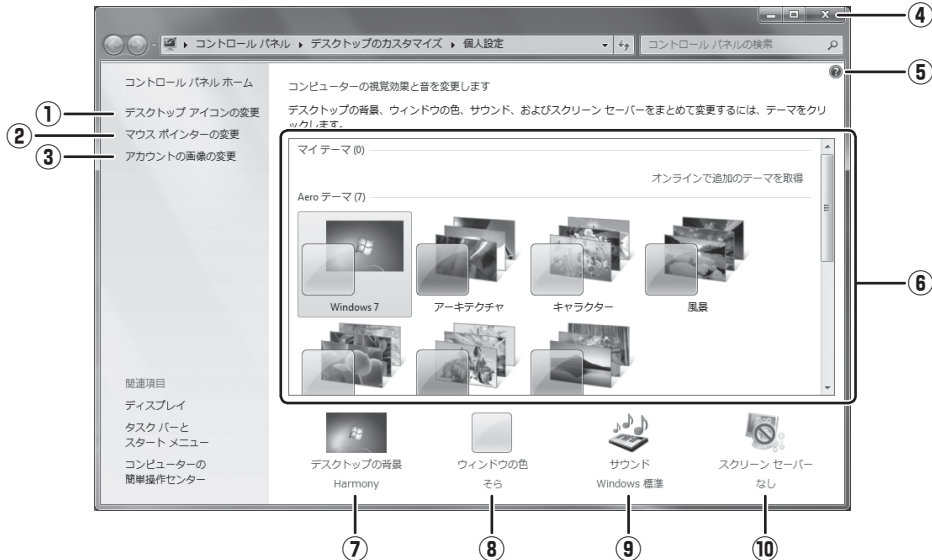 ④
コントロール パネル ▸ デスクトップのカスタマイズ ▸ 個人設定
コントロール パネルの検索
⑤
コントロール パネル ホーム
① デスクトップ アイコンの変更
② マウス ポインターの変更
③ アカウントの画像の変更
コンピューターの視覚効果と音を変更します
デスクトップの背景、ウィンドウの色、サウンド、およびスクリーン セーバーをまとめて変更するには、テーマをクリ
ックします。
マイ テーマ (0)
オンラインで追加のテーマを取得
Aero テーマ (7)
Windows 7
アーキテクチャ
キャラクター
風景
⑥
関連項目
ディスプレイ
タスク バーと
スタート メニュー
コンピューターの
簡単操作センター
デスクトップの背景
Harmony
ウィンドウの色
そら
サウンド
Windows 標準
スクリーン セーバー
なし
⑦
⑧
⑨
⑩